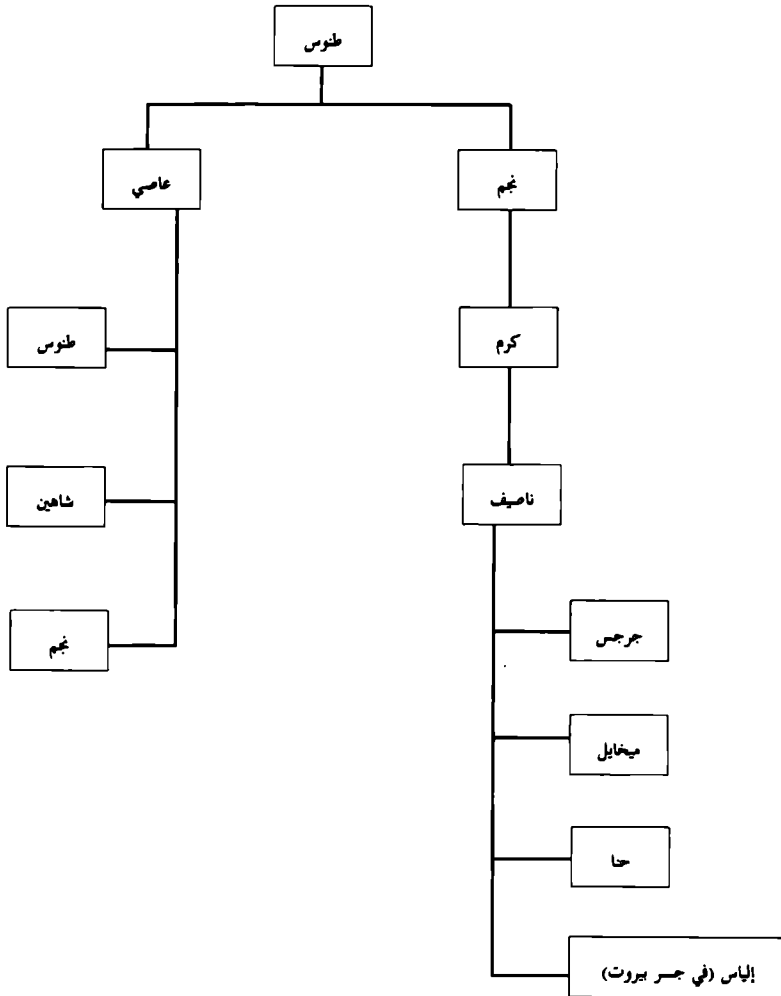 طنوس
نجم
عاصي
كرم
طنوس
ناصيف
شاهين
جرجس
نجم
ميخايل
حنا
إلياس (في جسر بيروت)